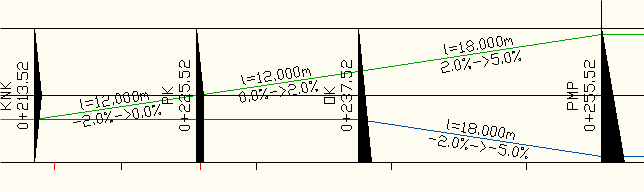 KNK
0+213.52
l=12.000m
-2.0%->0.0%
PK
0+225.52
l=12.000m
0.0%->2.0%
OK
0+237.52
l=18.000m
2.0%->5.0%
l=18.000m
-2.0%->-5.0%
PMP
0+255.52